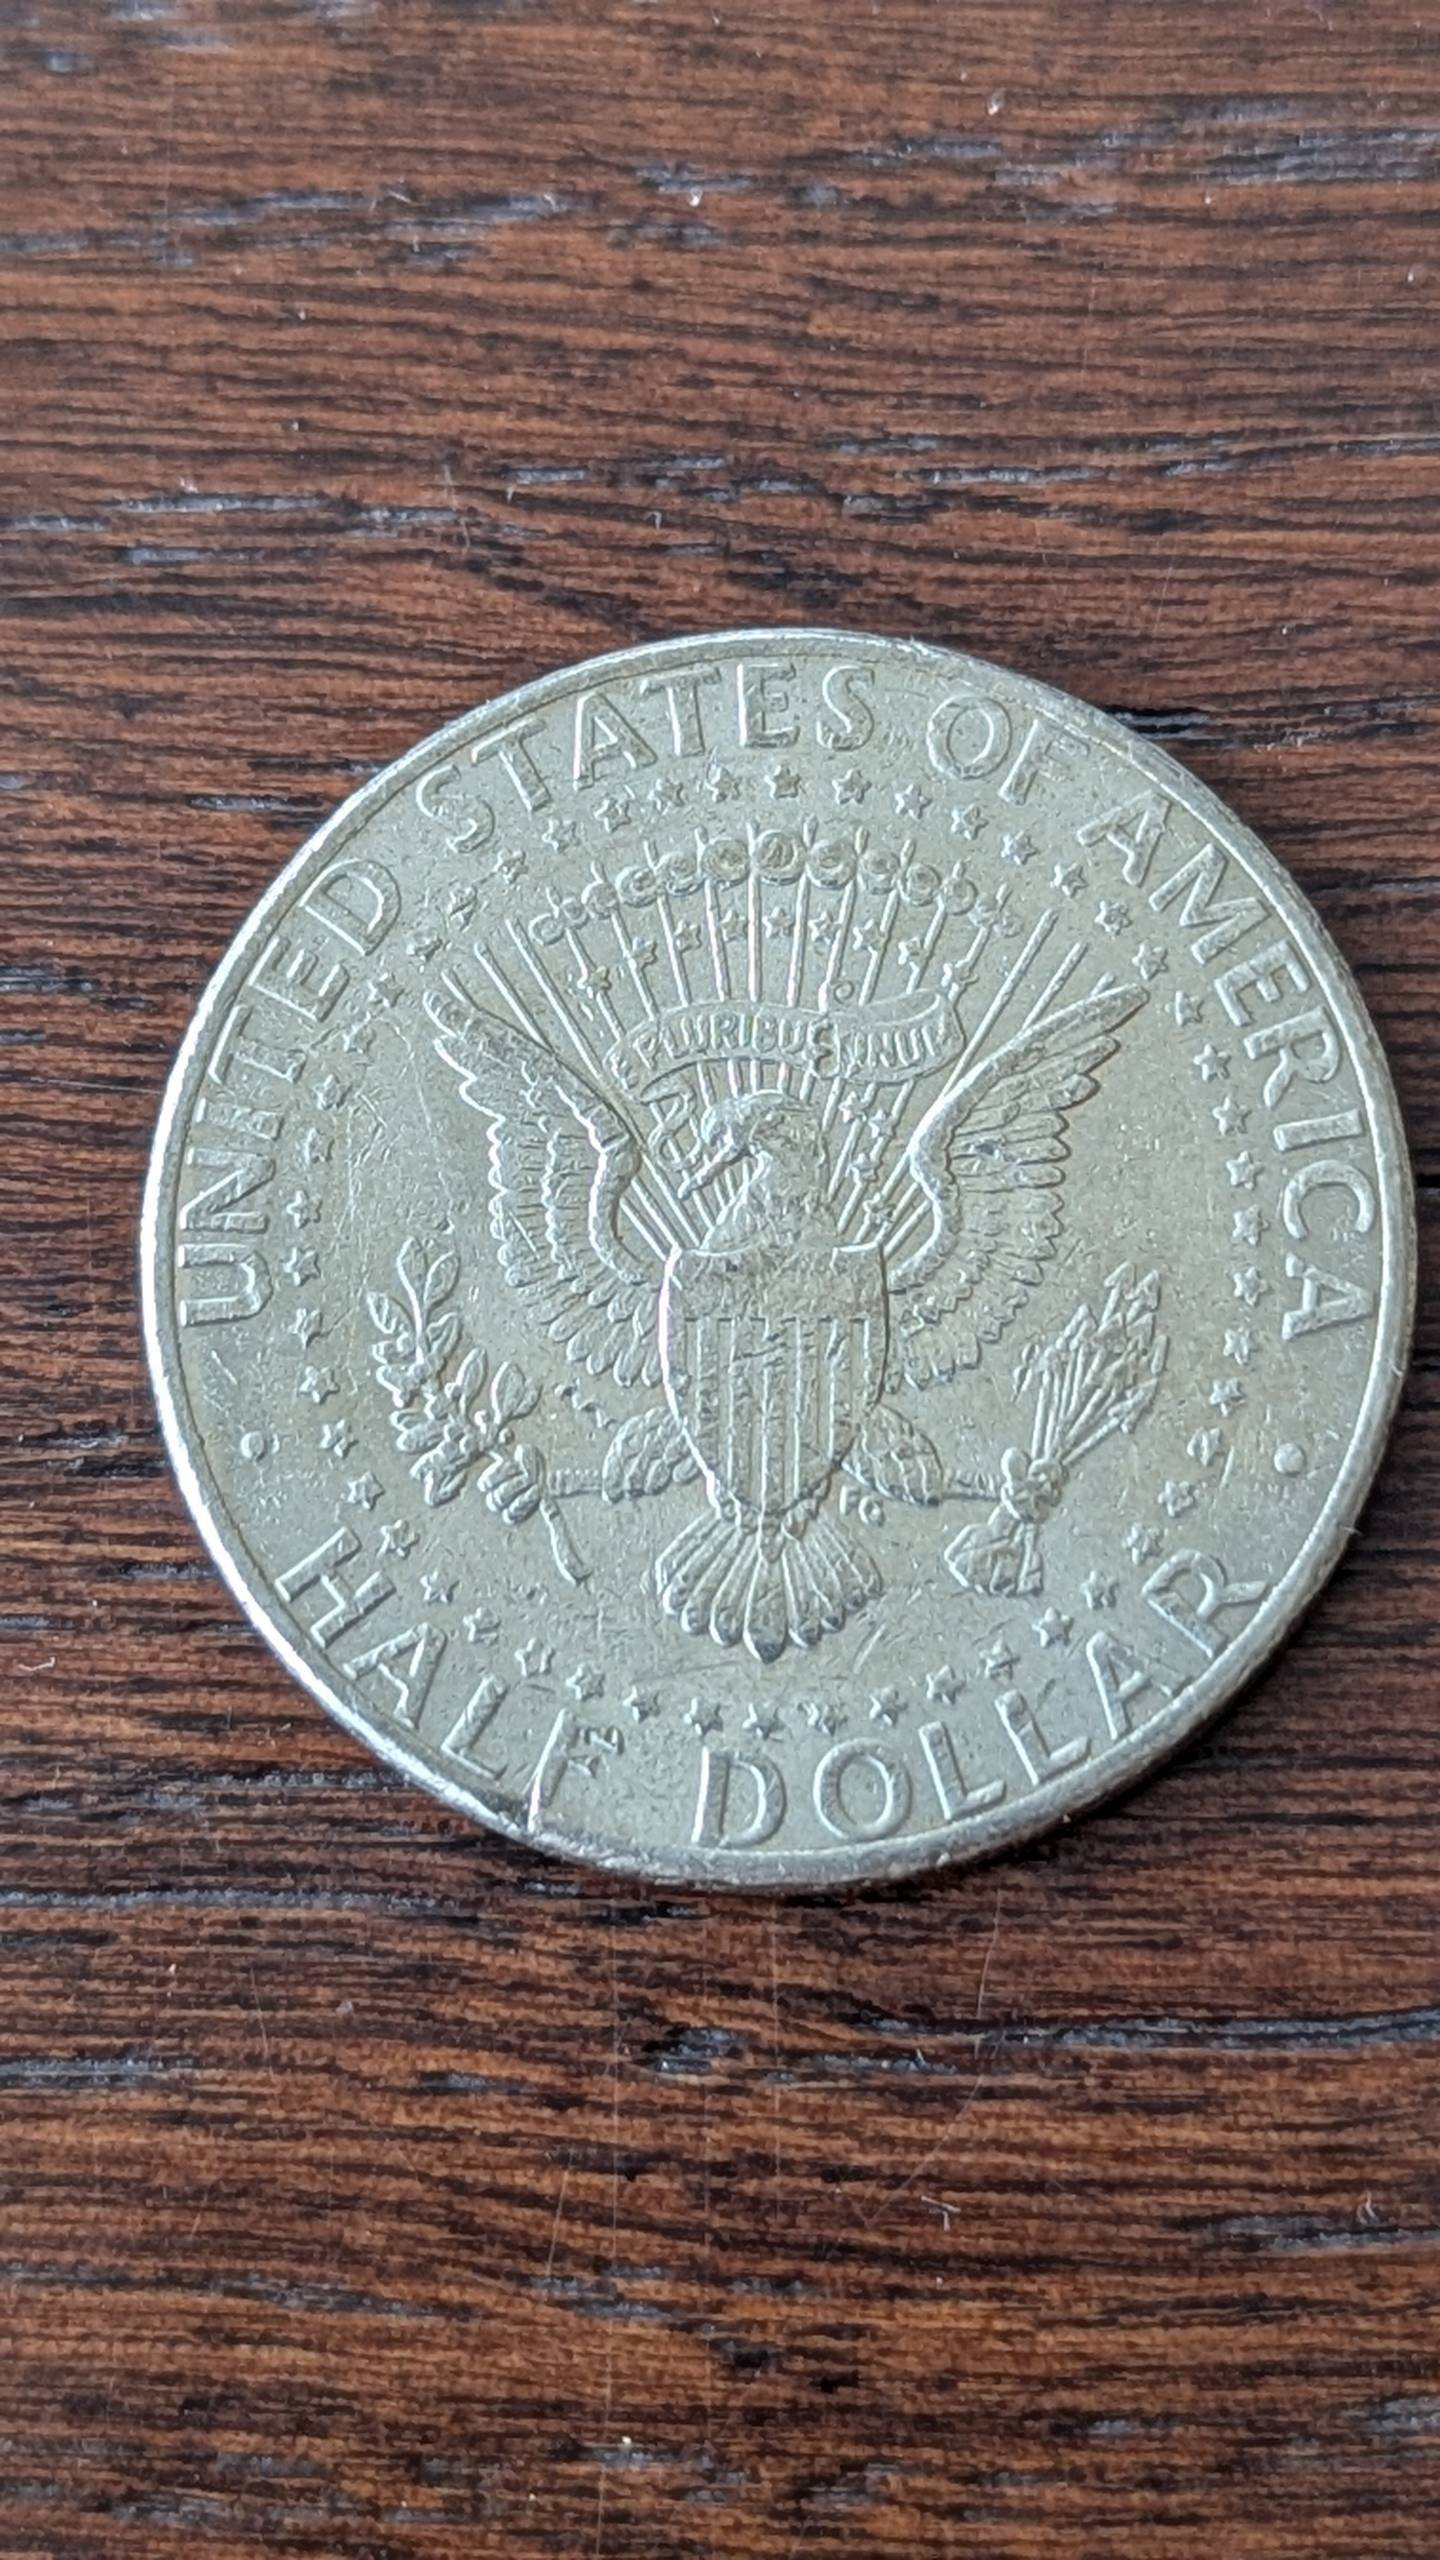 UNITED STATES OF AMERICA
E PLURIBUS UNUM
FG
HALF DOLLAR